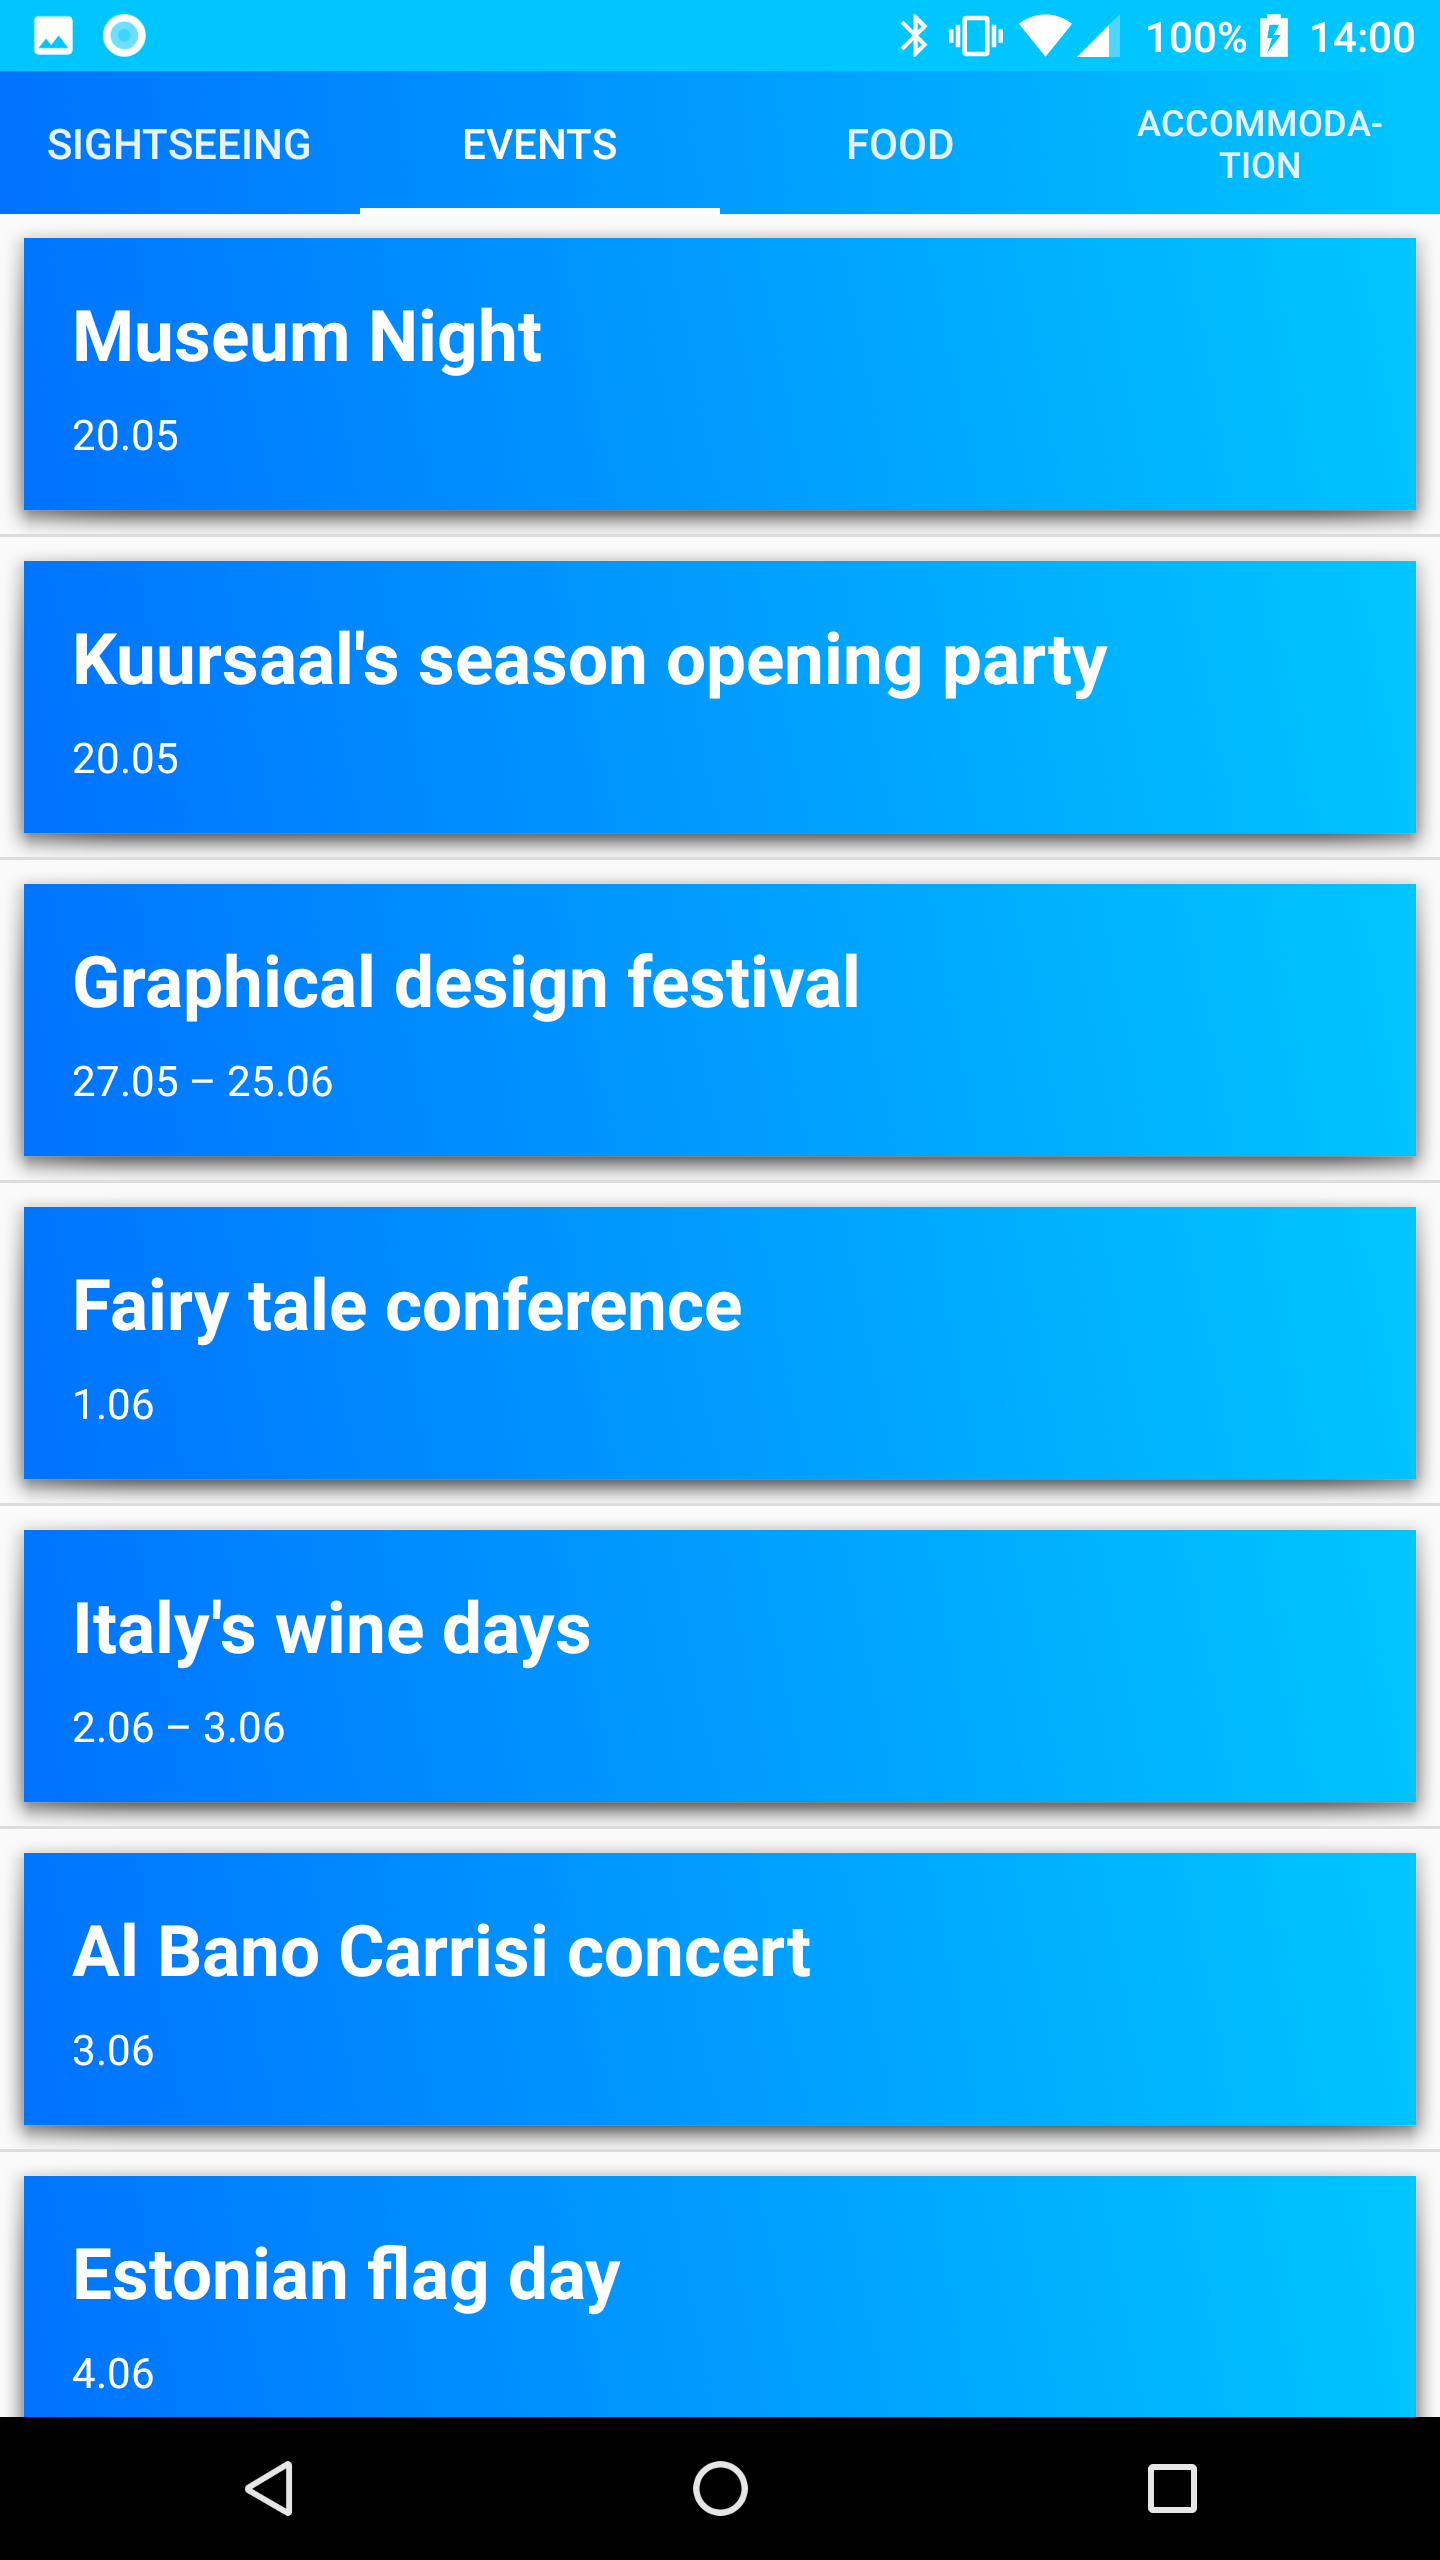 100% 14:00
SIGHTSEEING
EVENTS
FOOD
ACCOMMODA-
TION
Museum Night
20.05
Kuursaal's season opening party
20.05
Graphical design festival
27.05 – 25.06
Fairy tale conference
1.06
Italy's wine days
2.06 – 3.06
Al Bano Carrisi concert
3.06
Estonian flag day
4.06